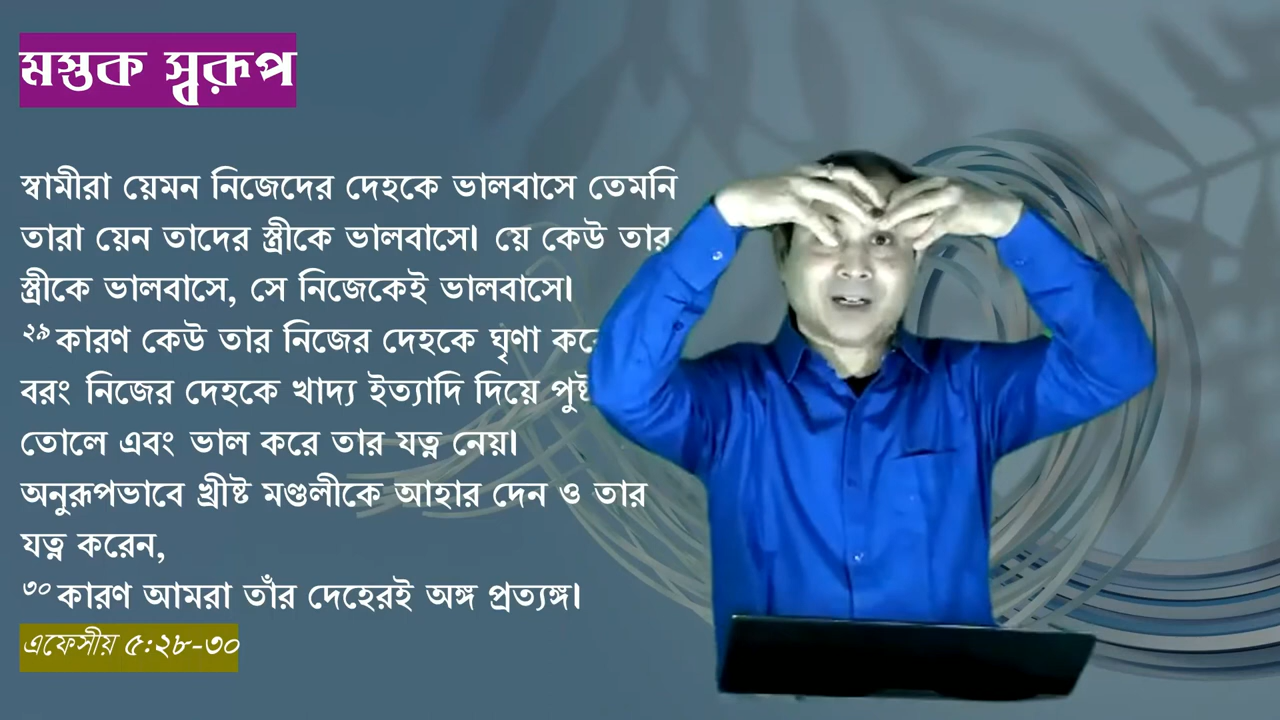 মস্তক স্বরূপ
স্বামীরা য়েমন নিজেদের দেহকে ভালবাসে তেমনি
তারা য়েন তাদের স্ত্রীকে ভালবাসে৷ য়ে কেউ তার
স্ত্রীকে ভালবাসে, সে নিজেকেই ভালবাসে৷
২৯ কারণ কেউ তার নিজের দেহকে ঘৃণা
বরং নিজের দেহকে খাদ্য ইত্যাদি দিয়ে
তোলে এবং ভাল করে তার যত্ন নেয়৷
অনুরূপভাবে খ্রীষ্ট মণ্ডলীকে আহার দেন ও তার
যত্ন করেন,
৩০ কারণ আমরা তাঁর দেহেরই অঙ্গ প্রত্যঙ্গ৷
এফেসীয় ৫:২৮-৩০